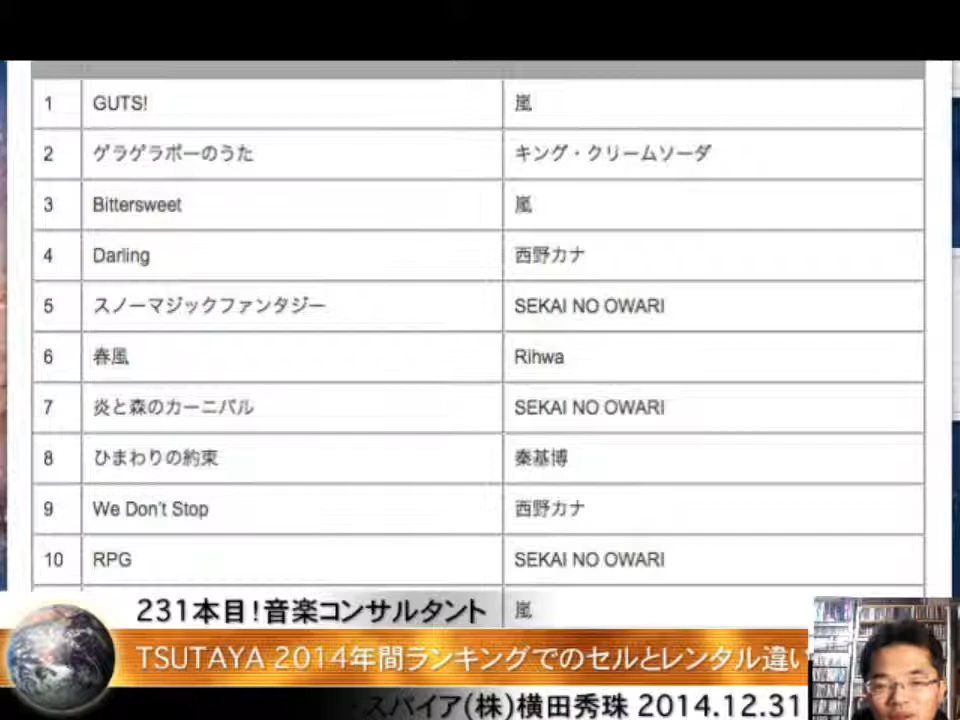 1 GUTS! 嵐
2 ゲラゲラポーのうた キング・クリームソーダ
3 Bittersweet 嵐
4 Darling 西野カナ
5 スノーマジックファンタジー SEKAI NO OWARI
6 春風 Rihwa
7 炎と森のカーニバル SEKAI NO OWARI
8 ひまわりの約束 秦基博
9 We Don't Stop 西野カナ
10 RPG SEKAI NO OWARI
嵐
231本目!音楽コンサルタント
TSUTAYA 2014年間ランキングでのセルとレンタル違い
スパイア(株)横田秀珠 2014.12.31